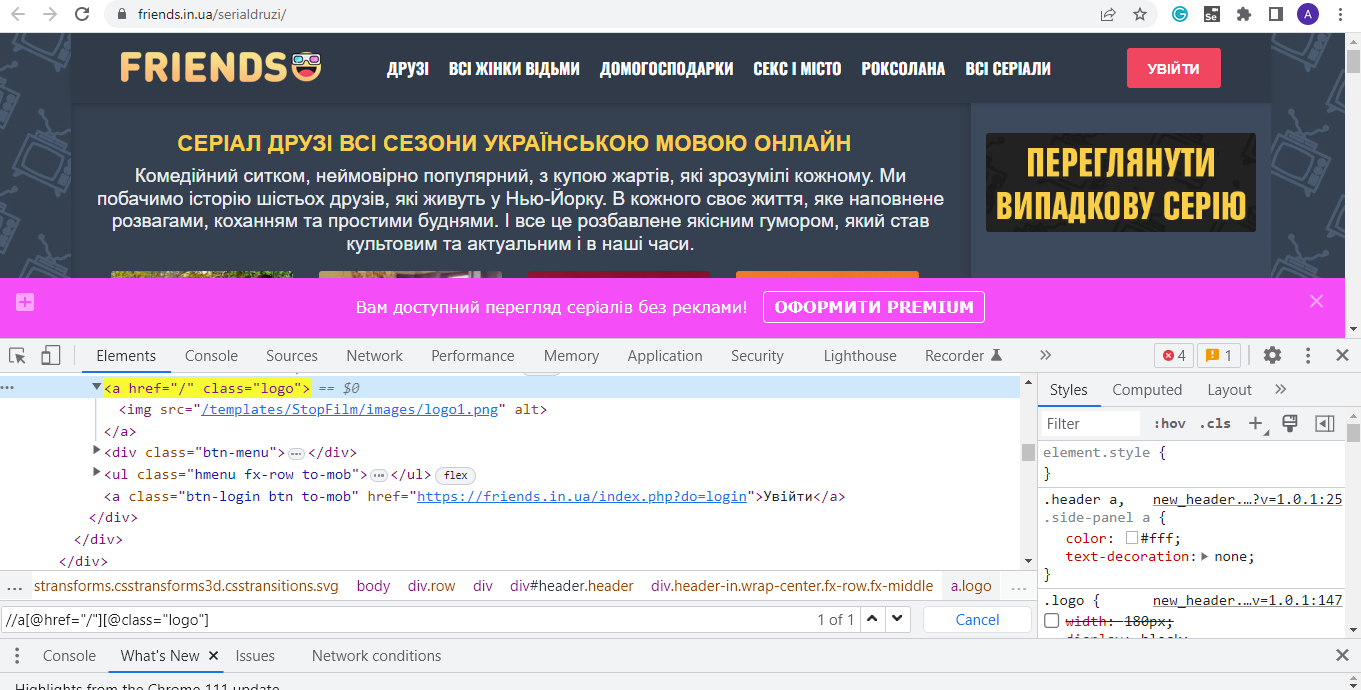 friends.in.ua/serialdruzi/
Se
A
FRIENDS
ДРУЗІ ВСІ ЖІНКИ ВІДЬМИ ДОМОГОСПОДАРКИ СЕКС І МІСТО РОКСОЛАНА ВСІ СЕРІАЛИ УВІЙТИ
СЕРІАЛ ДРУЗІ ВСІ СЕЗОНИ УКРАЇНСЬКОЮ МОВОЮ ОНЛАЙН
Комедійний ситком, неймовірно популярний, з купою жартів, які зрозумілі кожному. Ми
побачимо історію шістьох друзів, які живуть у Нью-Йорку. В кожного своє життя, яке наповнене
розвагами, коханням та простими буднями. І все це розбавлене якісним гумором, який став
культовим та актуальним і в наші часи.
ПЕРЕГЛЯНУТИ
ВИПАДКОВУ СЕРІЮ
Вам доступний перегляд серіалів без реклами! ОФОРМИТИ PREMIUM
Elements Console Sources Network Performance Memory Application Security Lighthouse Recorder 4 1
<a href="/" class="logo"> == $0
<img src="/templates/StopFilm/images/logo1.png" alt>
</a>
<div class="btn-menu">…</div>
<ul class="hmenu fx-row to-mob">…</ul> flex
<a class="btn-login btn to-mob" href="https://friends.in.ua/index.php?do=login">Увійти</a>
</div>
</div>
</div>
... stransforms.csstransforms3d.csstransitions.svg body div.row div div#header.header div.header-in.wrap-center.fx-row.fx-middle a.logo ...
//a[@href="/"][@class="logo"] 1 of 1 Cancel
Styles Computed Layout
Filter :hov .cls
element.style {
}
.header a, new_header.…?v=1.0.1:25
.side-panel a {
color: #fff;
text-decoration: none;
}
.logo { new_header.…v=1.0.1:147
width: 180px;
display: block;
Console What's New Issues Network conditions
Highlights from the Chrome 111 update